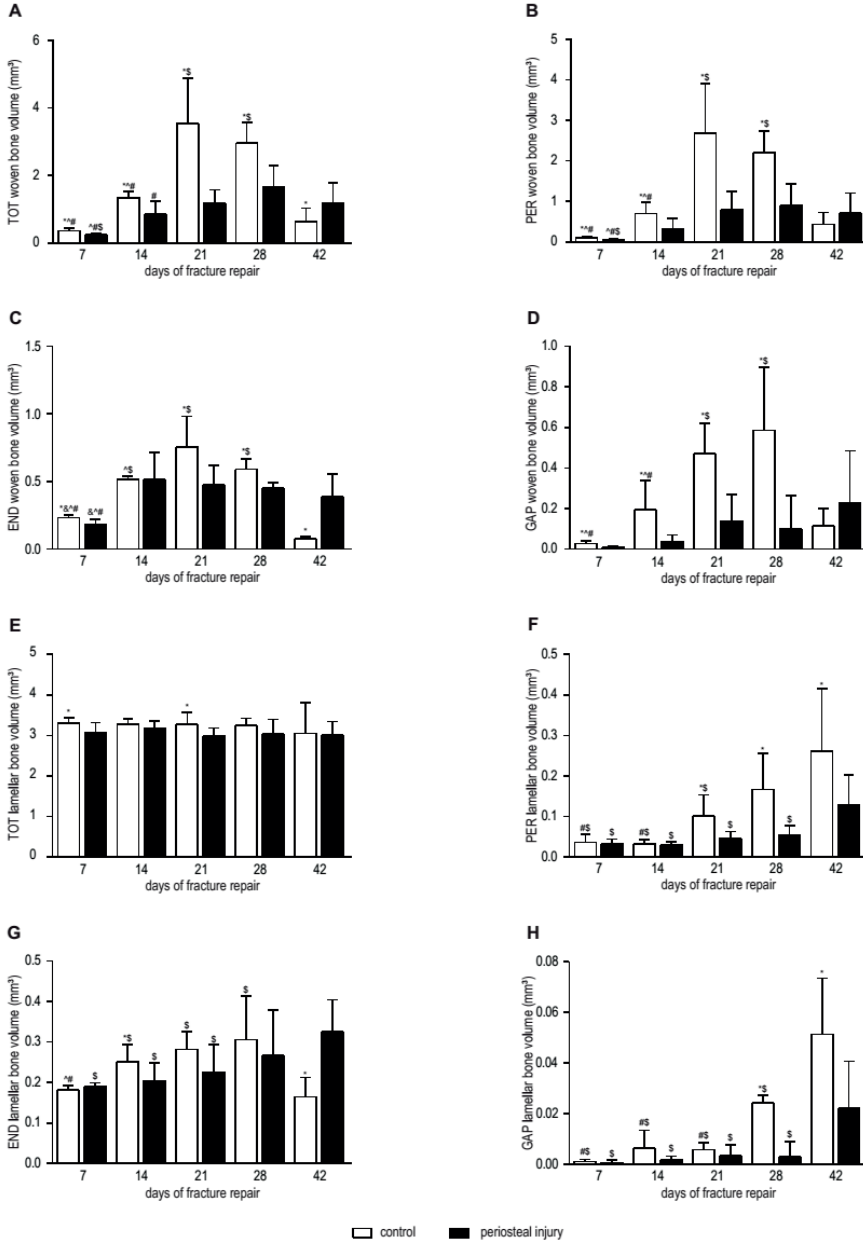 A
TOT woven bone volume (mm³)
6
4
2
0
*^#
^#$
*^#
#
*$
*$
*
7 14 21 28 42
days of fracture repair
B
PER woven bone volume (mm³)
5
4
3
2
1
0
*^#
^#$
*^#
*$
*$
7 14 21 28 42
days of fracture repair
C
END woven bone volume (mm³)
1.5
1.0
0.5
0.0
*&^#
&^#
^$
*$
*$
*
7 14 21 28 42
days of fracture repair
D
GAP woven bone volume (mm³)
1.0
0.8
0.6
0.4
0.2
0.0
*^#
*^#
*$
*$
7 14 21 28 42
days of fracture repair
E
TOT lamellar bone volume (mm³)
5
4
3
2
1
0
*
*
7 14 21 28 42
days of fracture repair
F
PER lamellar bone volume (mm³)
0.5
0.4
0.3
0.2
0.1
0.0
#$
$
#$
$
*$
$
*
$
*
7 14 21 28 42
days of fracture repair
G
END lamellar bone volume (mm³)
0.5
0.4
0.3
0.2
0.1
0.0
^#
$
*$
$
$
$
$
*
7 14 21 28 42
days of fracture repair
H
GAP lamellar bone volume (mm³)
0.08
0.06
0.04
0.02
0.00
#$
$
#$
$
#$
$
*$
$
*
7 14 21 28 42
days of fracture repair
control periosteal injury